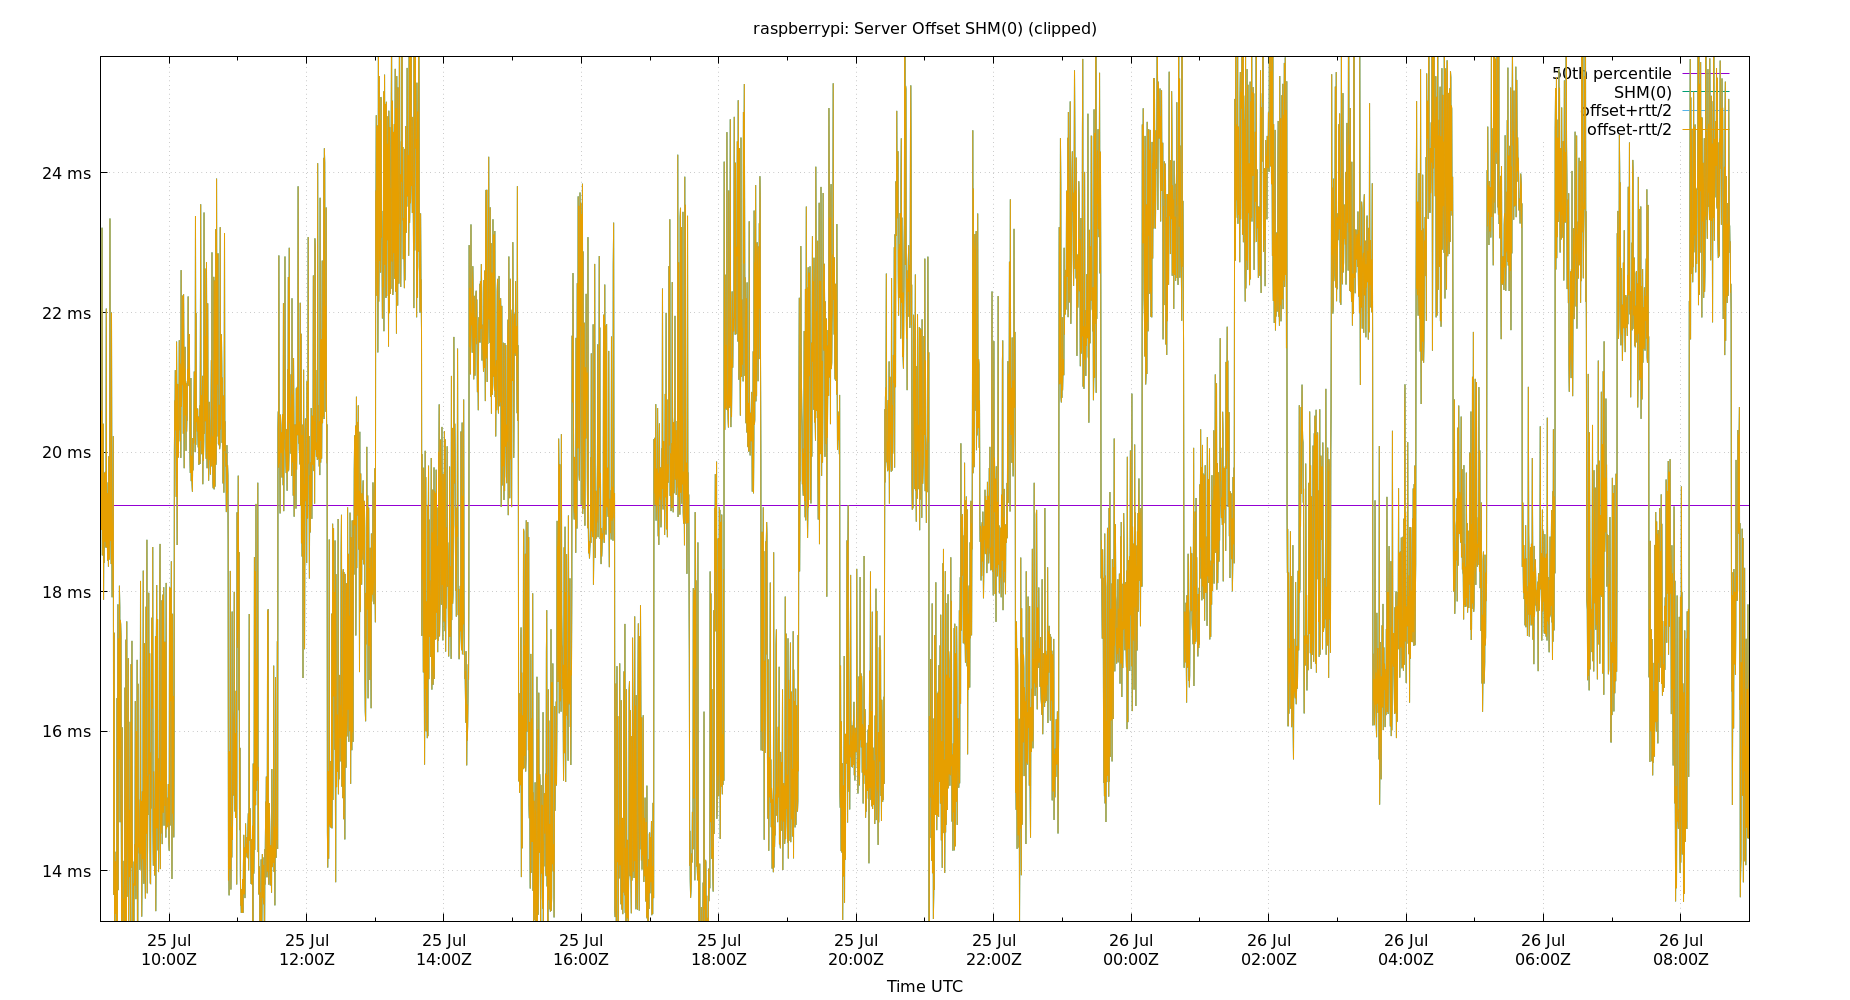 raspberrypi: Server Offset SHM(0) (clipped)
50th percentile
SHM(0)
offset+rtt/2
offset-rtt/2
24 ms
22 ms
20 ms
18 ms
16 ms
14 ms
25 Jul 25 Jul 25 Jul 25 Jul 25 Jul 25 Jul 25 Jul 26 Jul 26 Jul 26 Jul 26 Jul 26 Jul
10:00Z 12:00Z 14:00Z 16:00Z 18:00Z 20:00Z 22:00Z 00:00Z 02:00Z 04:00Z 06:00Z 08:00Z
Time UTC